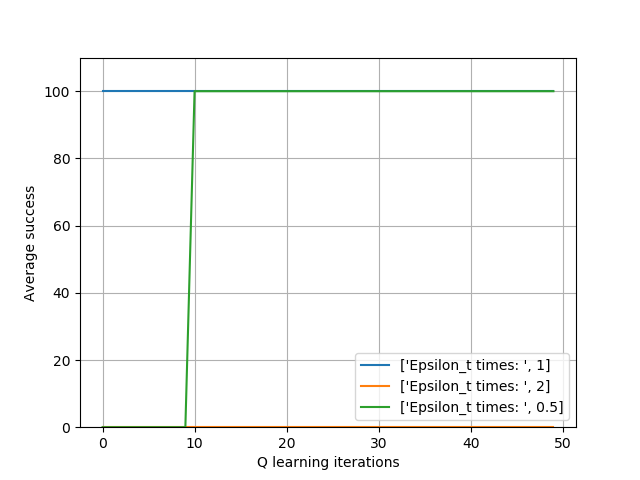 100
80
60
40
20
0
Average success
['Epsilon_t times: ', 1]
['Epsilon_t times: ', 2]
['Epsilon_t times: ', 0.5]
0 10 20 30 40 50
Q learning iterations